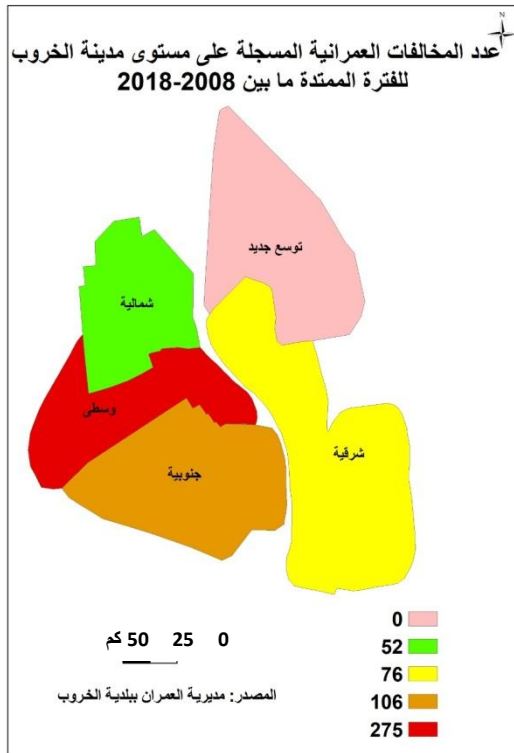 N
عدد المخالفات العمرانية المسجلة على مستوى مدينة الخروب
للفترة الممتدة ما بين 2008-2018
توسع جديد
شمالية
وسطى
شرقية
جنوبية
0 25 50 كم
المصدر: مديرية العمران ببلدية الخروب
0
52
76
106
275